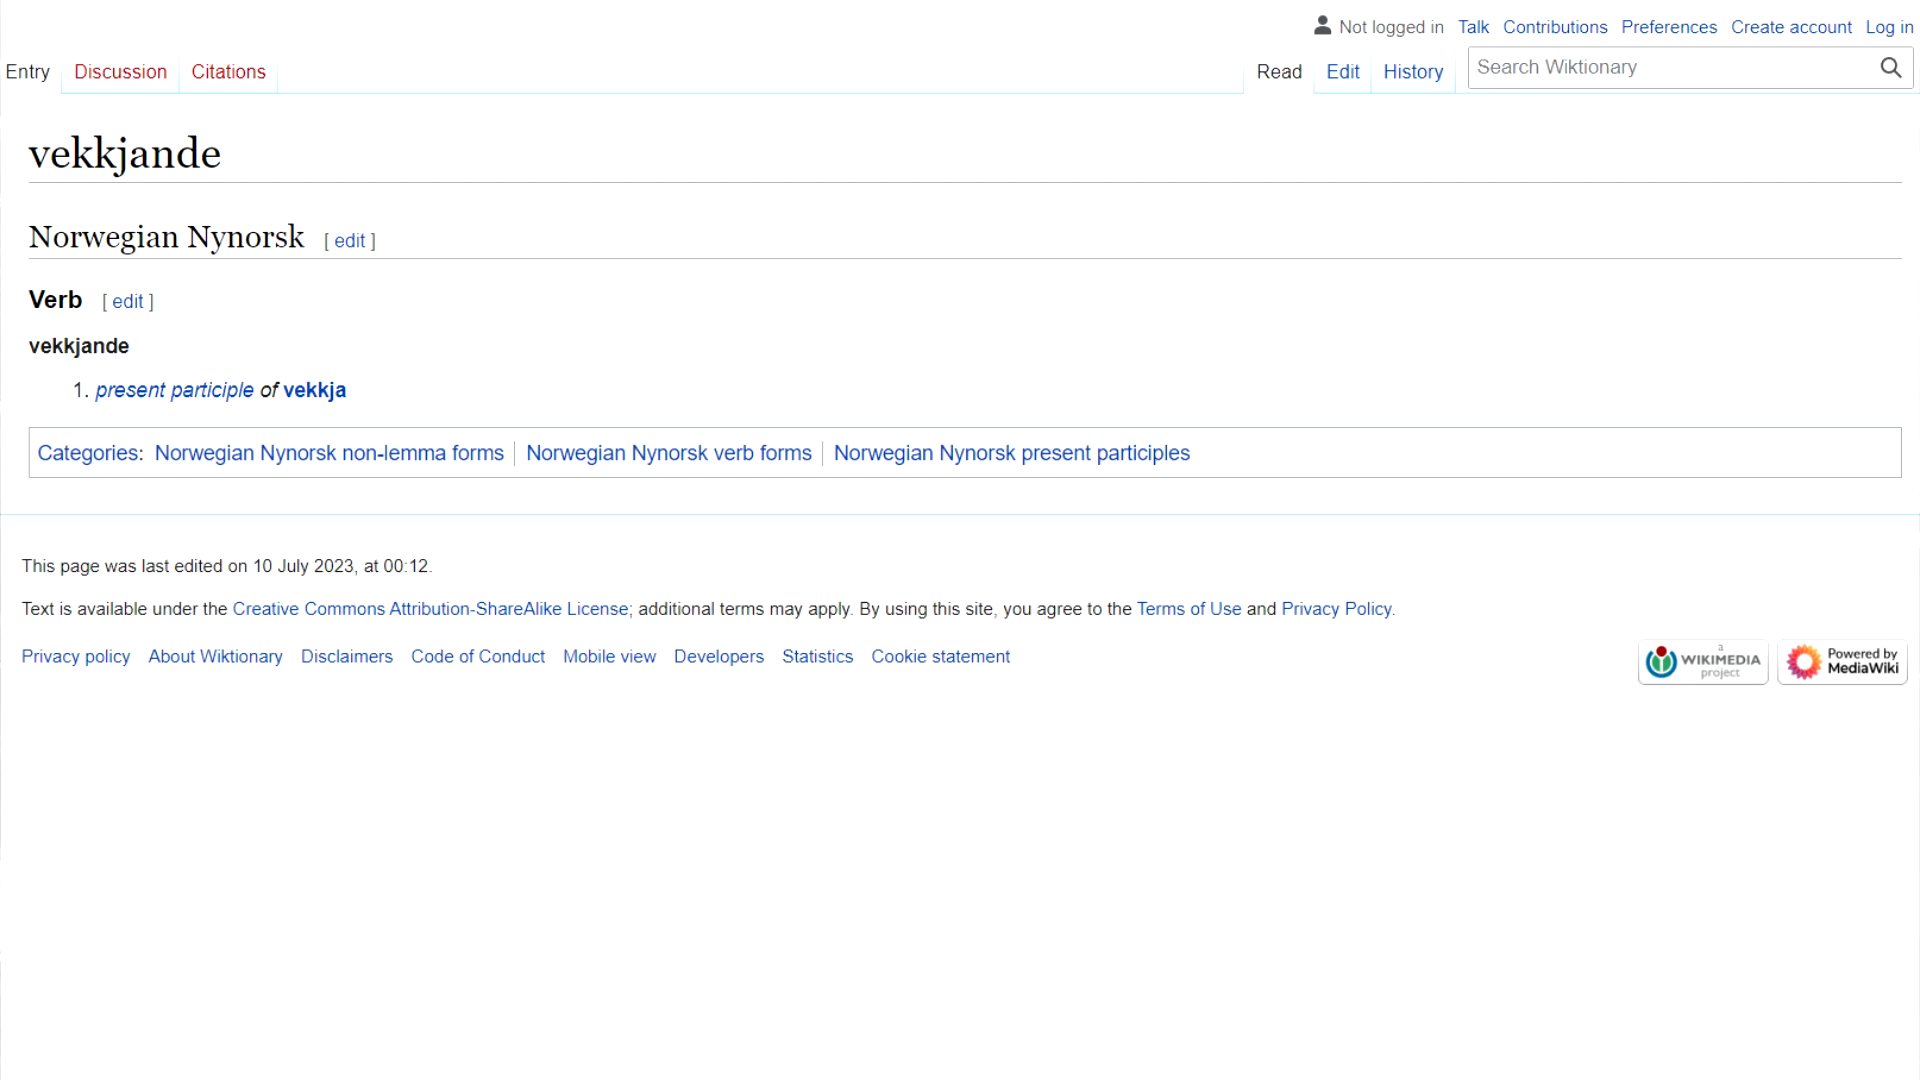 Not logged in Talk Contributions Preferences Create account Log in
Entry Discussion Citations Read Edit History Search Wiktionary
vekkjande
Norwegian Nynorsk [ edit ]
Verb [ edit ]
vekkjande
1. present participle of vekkja
Categories: Norwegian Nynorsk non-lemma forms Norwegian Nynorsk verb forms Norwegian Nynorsk present participles
This page was last edited on 10 July 2023, at 00:12.
Text is available under the Creative Commons Attribution-ShareAlike License; additional terms may apply. By using this site, you agree to the Terms of Use and Privacy Policy.
Privacy policy About Wiktionary Disclaimers Code of Conduct Mobile view Developers Statistics Cookie statement
a
WIKIMEDIA
project
Powered by
MediaWiki